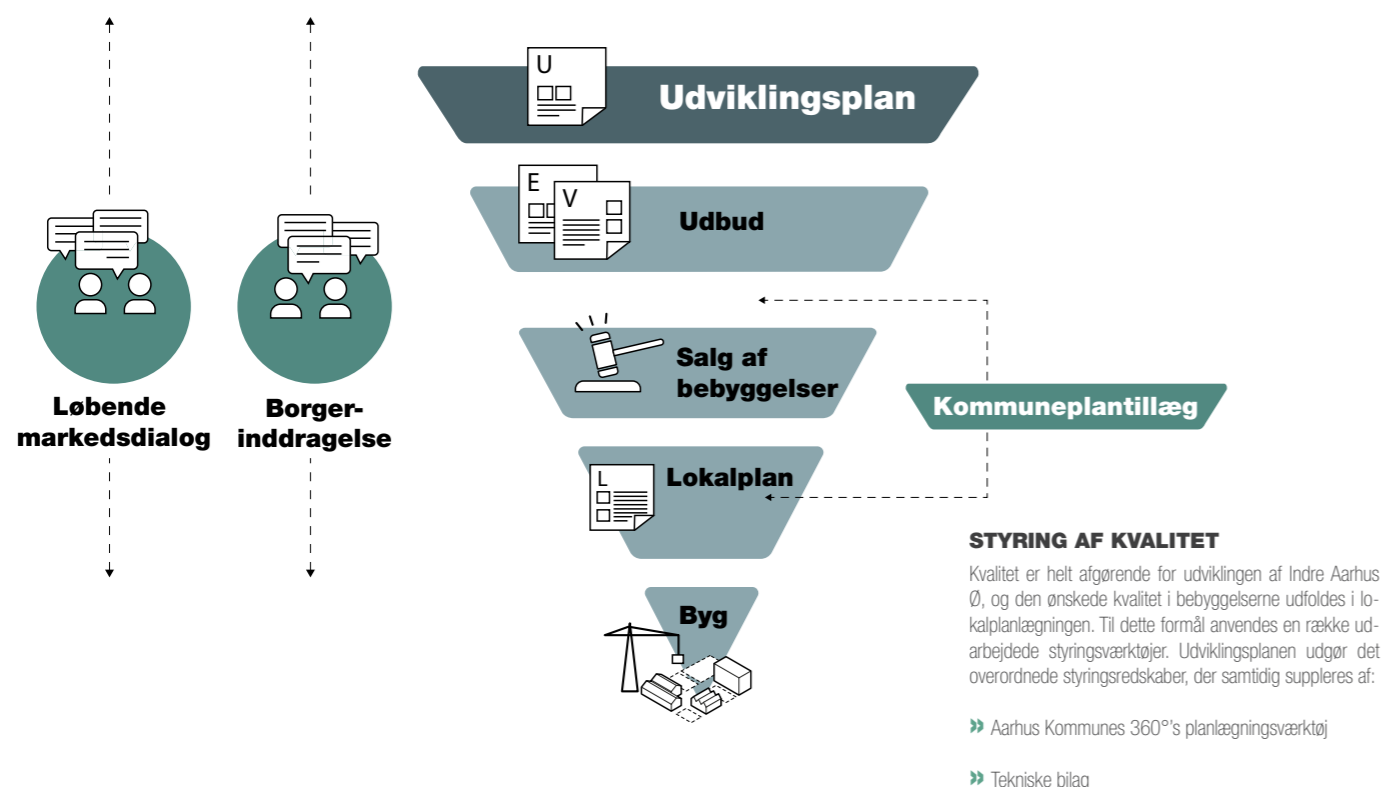 U
Udviklingsplan
E
V
Udbud
Salg af
bebyggelser
Løbende
markedsdialog
Borger-
inddragelse
Kommuneplantillæg
L
Lokalplan
Byg
STYRING AF KVALITET
Kvalitet er helt afgørende for udviklingen af Indre Aarhus
Ø, og den ønskede kvalitet i bebyggelserne udfoldes i lo-
kalplanlægningen. Til dette formål anvendes en række ud-
arbejdede styringsværktøjer. Udviklingsplanen udgør det
overordnede styringsredskaber, der samtidig suppleres af:
» Aarhus Kommunes 360°'s planlægningsværktøj
» Tekniske bilag